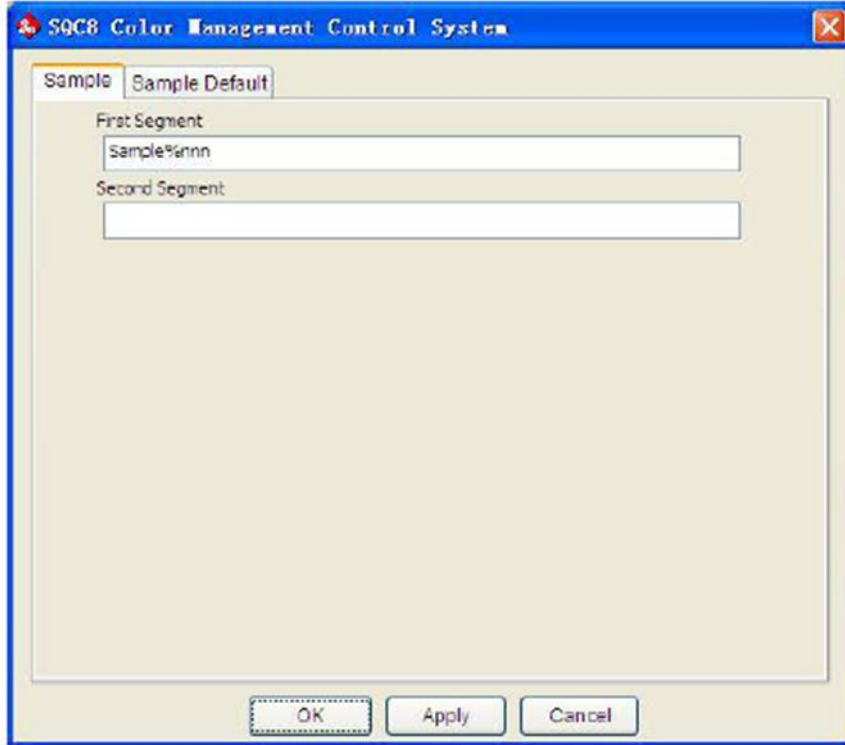 SQC8 Color Management Control System
Sample Sample Default
First Segment
Sample%nnn
Second Segment
OK Apply Cancel